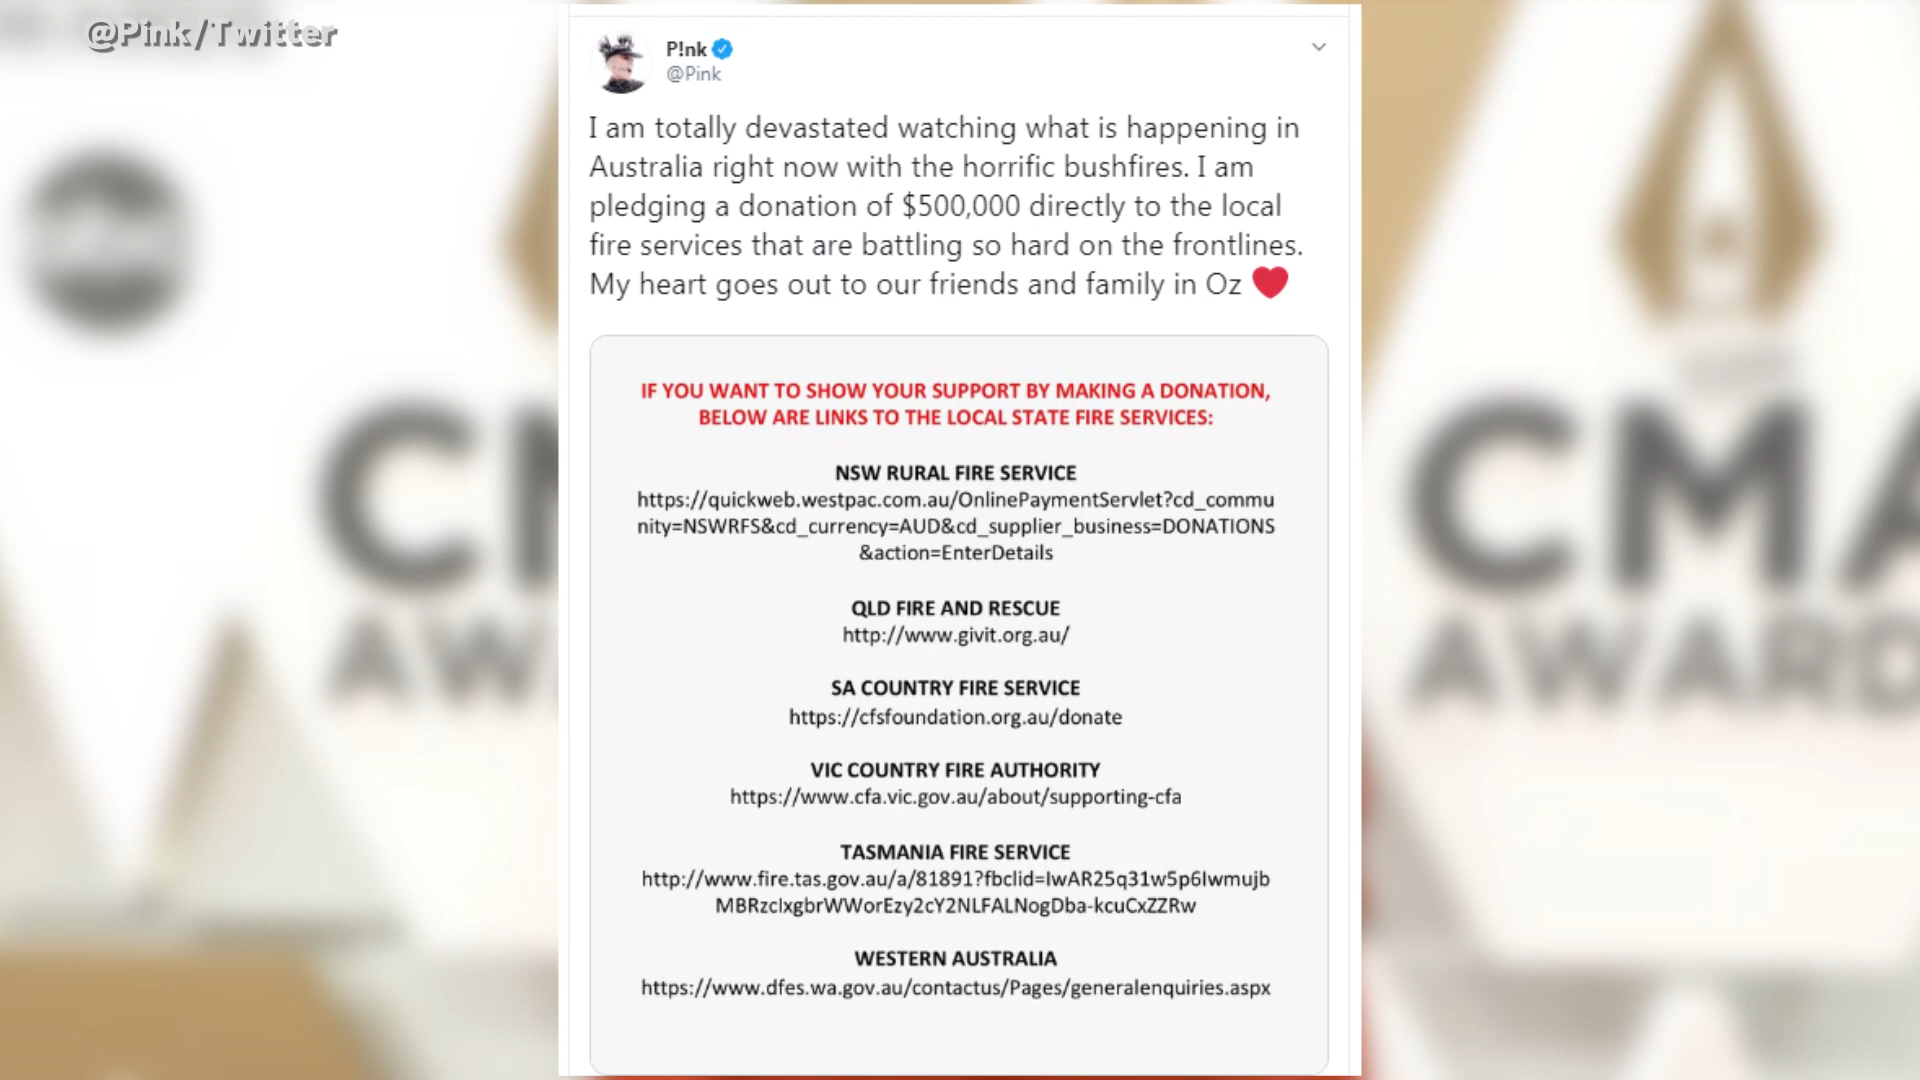 @Pink/Twitter
P!nk
@Pink
I am totally devastated watching what is happening in
Australia right now with the horrific bushfires. I am
pledging a donation of $500,000 directly to the local
fire services that are battling so hard on the frontlines.
My heart goes out to our friends and family in Oz ❤
IF YOU WANT TO SHOW YOUR SUPPORT BY MAKING A DONATION,
BELOW ARE LINKS TO THE LOCAL STATE FIRE SERVICES:
NSW RURAL FIRE SERVICE
https://quickweb.westpac.com.au/OnlinePaymentServlet?cd_commu
nity=NSWRFS&cd_currency=AUD&cd_supplier_business=DONATIONS
&action=EnterDetails
QLD FIRE AND RESCUE
http://www.givit.org.au/
SA COUNTRY FIRE SERVICE
https://cfsfoundation.org.au/donate
VIC COUNTRY FIRE AUTHORITY
https://www.cfa.vic.gov.au/about/supporting-cfa
TASMANIA FIRE SERVICE
http://www.fire.tas.gov.au/a/81891?fbclid=IwAR25q31w5p6Iwmujb
MBRzcIxgbrWWorEzy2cY2NLFALNogDba-kcuCxZZRw
WESTERN AUSTRALIA
https://www.dfes.wa.gov.au/contactus/Pages/generalenquiries.aspx
CM
AW
CMA
AWARD